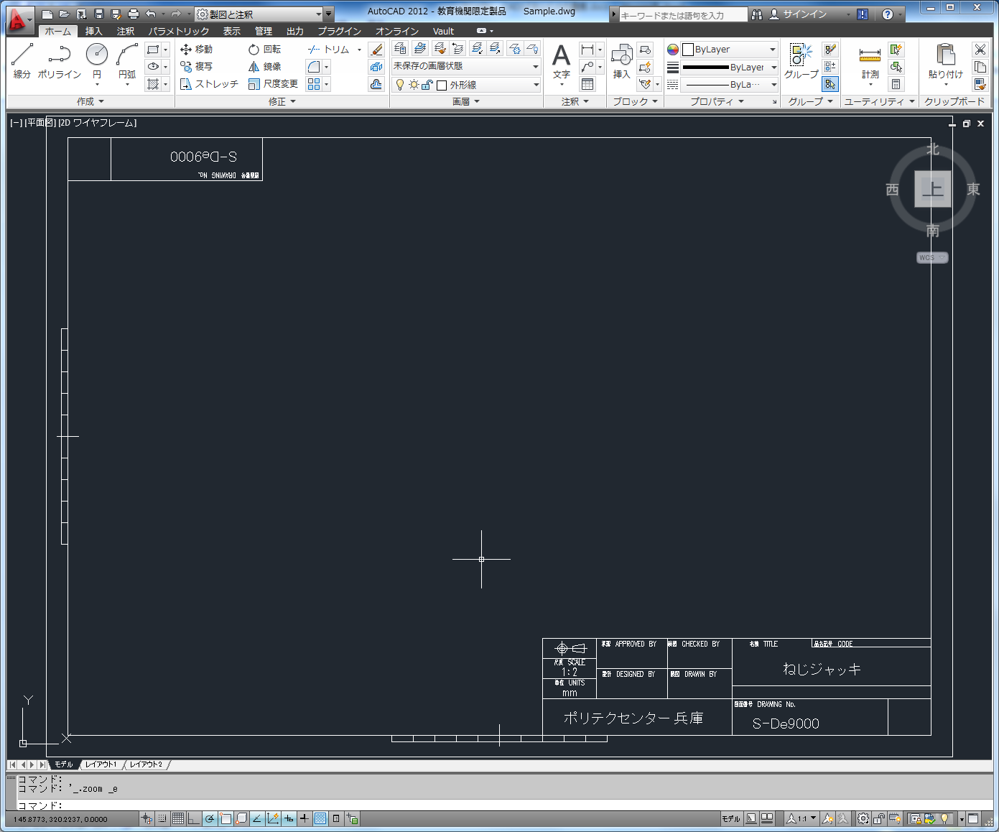 製図と注釈
AutoCAD 2012 - 教育機関限定製品 Sample.dwg
キーワードまたは語句を入力
サインイン
ホーム 挿入 注釈 パラメトリック 表示 管理 出力 プラグイン オンライン Vault
線分 ポリライン 円 円弧
移動 回転 トリム
複写 鏡像
ストレッチ 尺度変更
未保存の画層状態
外形線
文字
挿入
ByLayer
ByLayer
ByLa...
グループ
計測
貼り付け
作成 修正 画層 注釈 ブロック プロパティ グループ ユーティリティ クリップボード
[−] [平面図] [2D ワイヤフレーム]
S-De9000
図面番号 DRAWING No.
北
西 上 東
南
WCS
承認 APPROVED BY
検図 CHECKED BY
名称 TITLE
品名記号 CODE
尺度 SCALE
1:2
設計 DESIGNED BY
製図 DRAWIN BY
ねじジャッキ
単位 UNITS
mm
図面番号 DRAWING No.
ポリテクセンター兵庫
S-De9000
Y
モデル レイアウト1 レイアウト2
コマンド:
コマンド: '_.zoom _e
コマンド:
145.8773, 320.2237, 0.0000
モデル
1:1